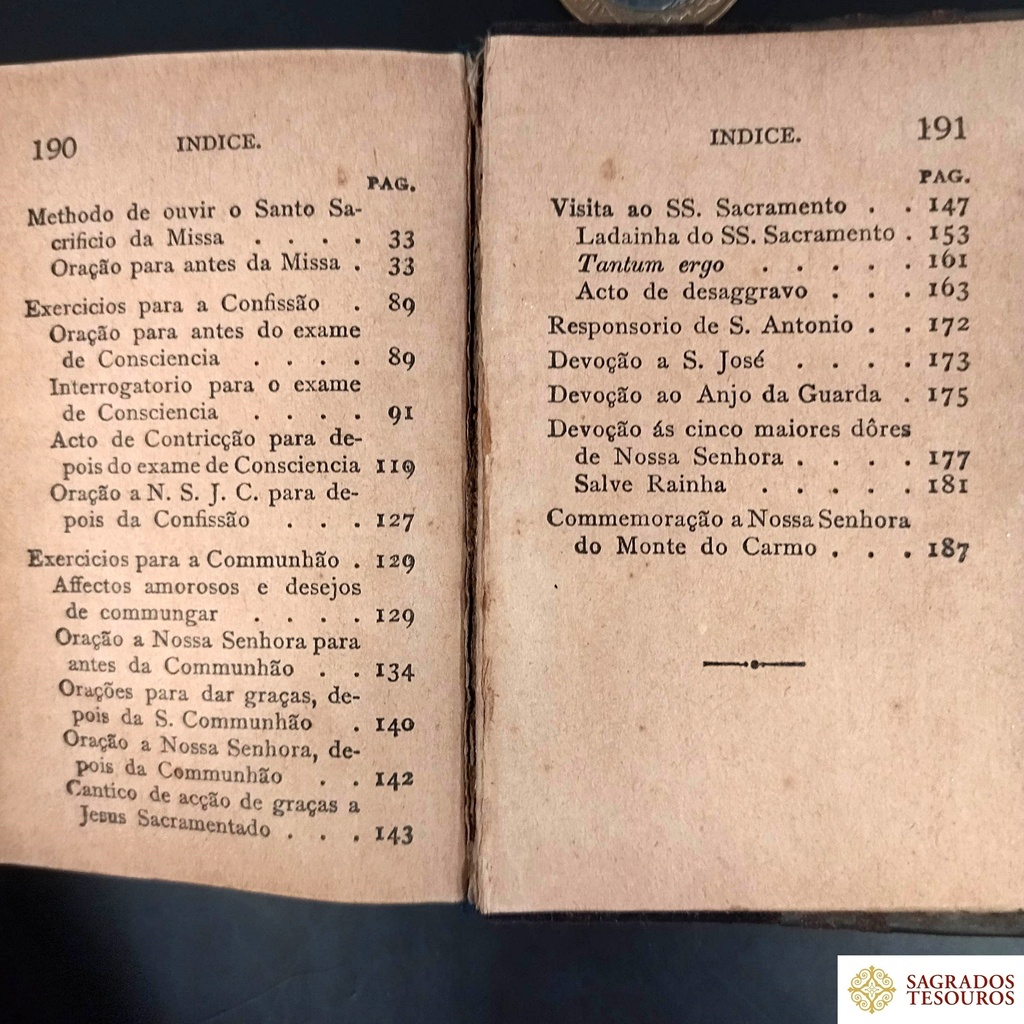 190 INDICE.
PAG.
Methodo de ouvir o Santo Sa-
crificio da Missa . . . . 33
Oração para antes da Missa . 33
Exercicios para a Confissão . 89
Oração para antes do exame
de Consciencia . . . . 89
Interrogatorio para o exame
de Consciencia . . . . 91
Acto de Contricção para de-
pois do exame de Consciencia 119
Oração a N. S. J. C. para de-
pois da Confissão . . . 127
Exercicios para a Communhão . 129
Affectos amorosos e desejos
de commungar . . . . 129
Oração a Nossa Senhora para
antes da Communhão . . 134
Orações para dar graças, de-
pois da S. Communhão . 140
Oração a Nossa Senhora, de-
pois da Communhão . . 142
Cantico de acção de graças a
Jesus Sacramentado . . . 143
INDICE. 191
PAG.
Visita ao SS. Sacramento . . 147
Ladainha do SS. Sacramento . 153
Tantum ergo . . . . . 161
Acto de desaggravo . . . 163
Responsorio de S. Antonio . . 172
Devoção a S. José . . . . 173
Devoção ao Anjo da Guarda . 175
Devoção ás cinco maiores dôres
de Nossa Senhora . . . . 177
Salve Rainha . . . . . 181
Commemoração a Nossa Senhora
do Monte do Carmo . . . 187
SAGRADOS
TESOUROS